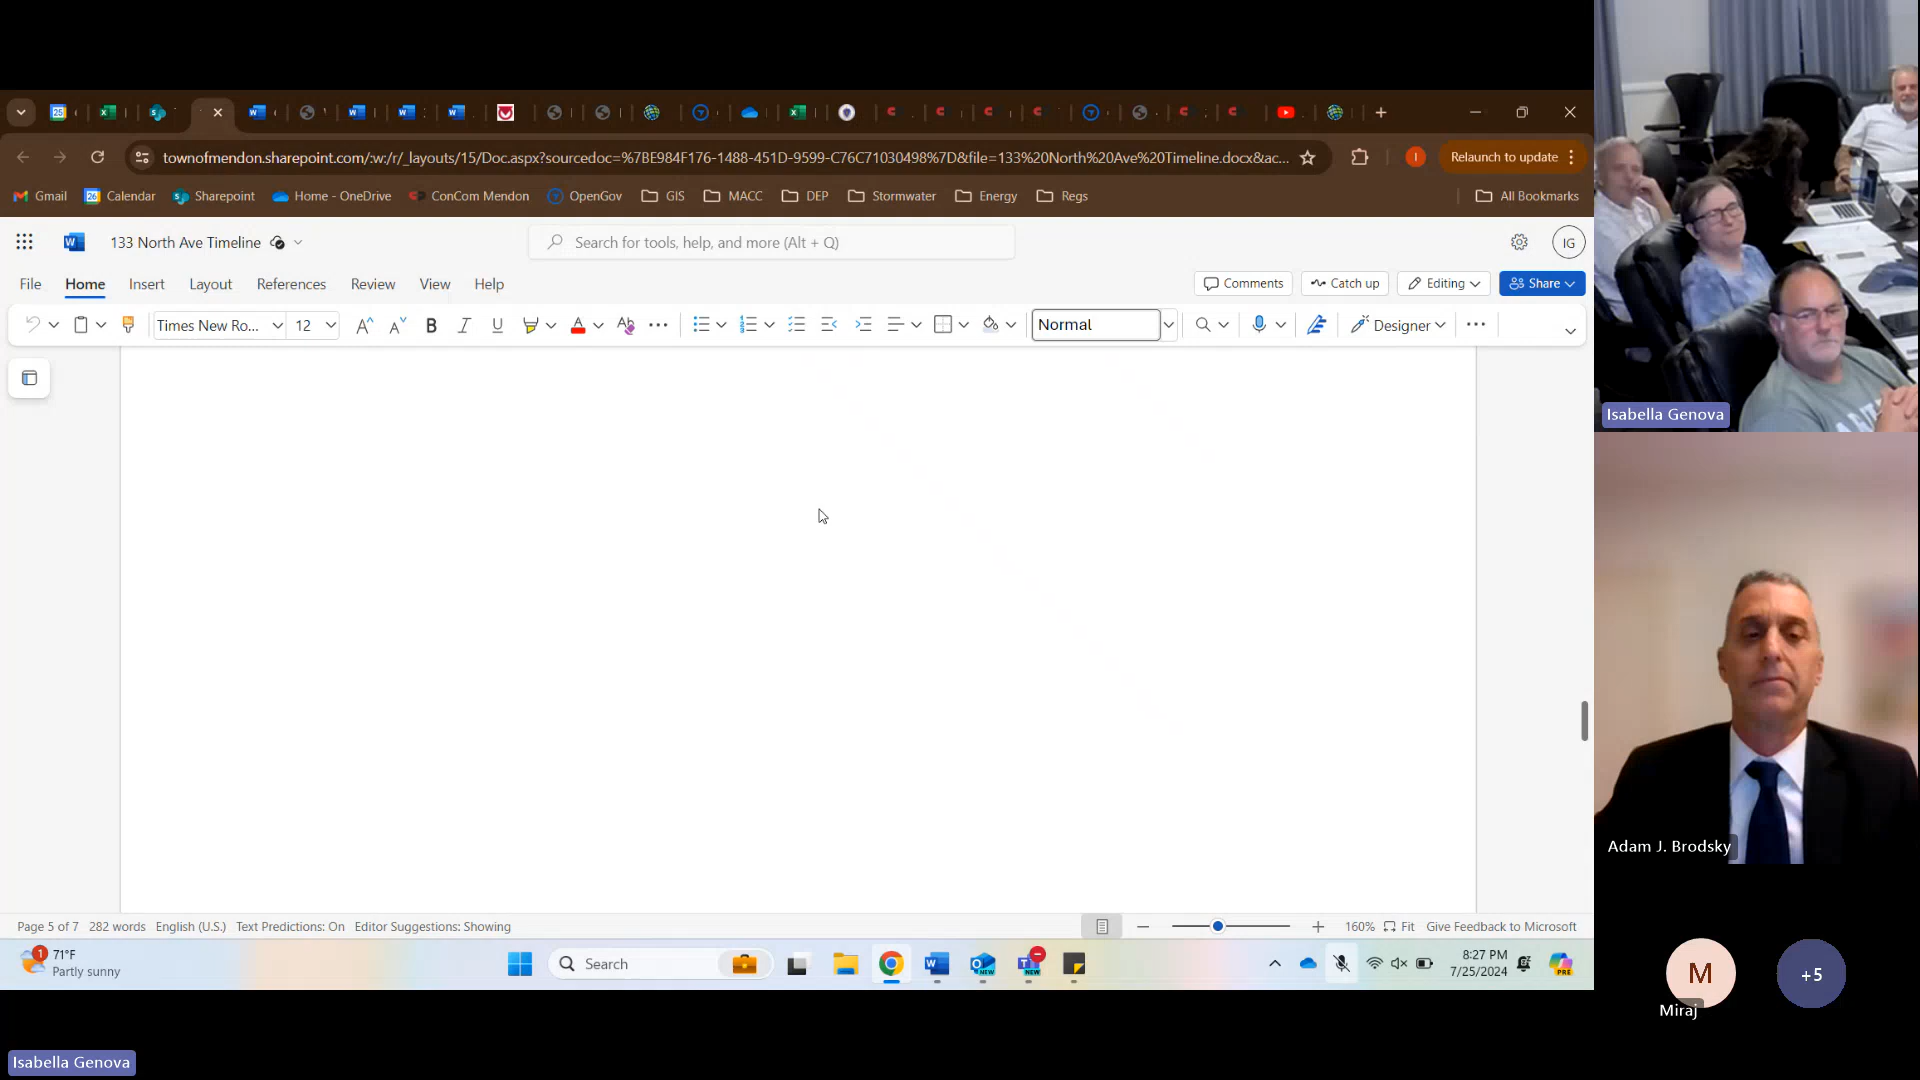 townofmendon.sharepoint.com/:w:/r/_layouts/15/Doc.aspx?sourcedoc=%7BE984F176-1488-451D-9599-C76C71030498%7D&file=133%20North%20Ave%20Timeline.docx&ac...
Relaunch to update
Gmail
Calendar
Sharepoint
Home - OneDrive
ConCom Mendon
OpenGov
GIS
MACC
DEP
Stormwater
Energy
Regs
All Bookmarks
133 North Ave Timeline
Search for tools, help, and more (Alt + Q)
IG
File Home Insert Layout References Review View Help
Comments
Catch up
Editing
Share
Times New Ro...
12
Normal
Designer
Isabella Genova
Adam J. Brodsky
Page 5 of 7 282 words English (U.S.) Text Predictions: On Editor Suggestions: Showing
160% Fit Give Feedback to Microsoft
71°F
Partly sunny
Search
8:27 PM
7/25/2024
M
Miraj
+5
Isabella Genova